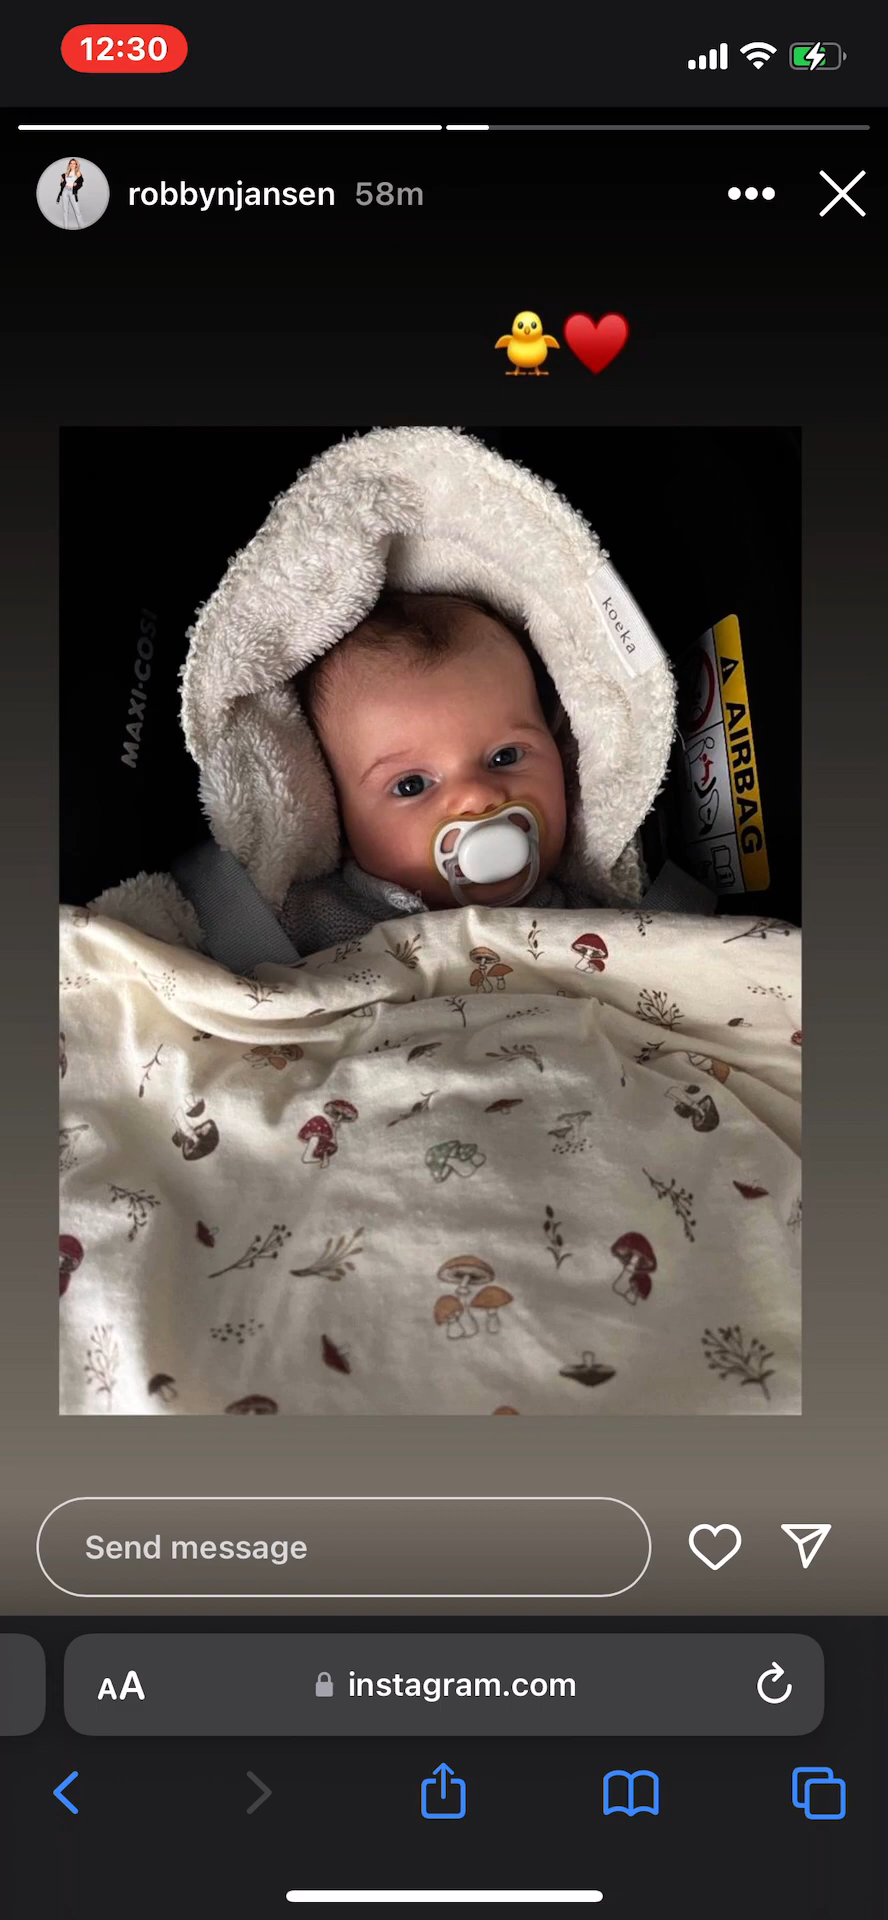 12:30
robbynjansen 58m
🐥♥️
koeka
MAXI-COSI
⚠ AIRBAG
Send message
AA instagram.com